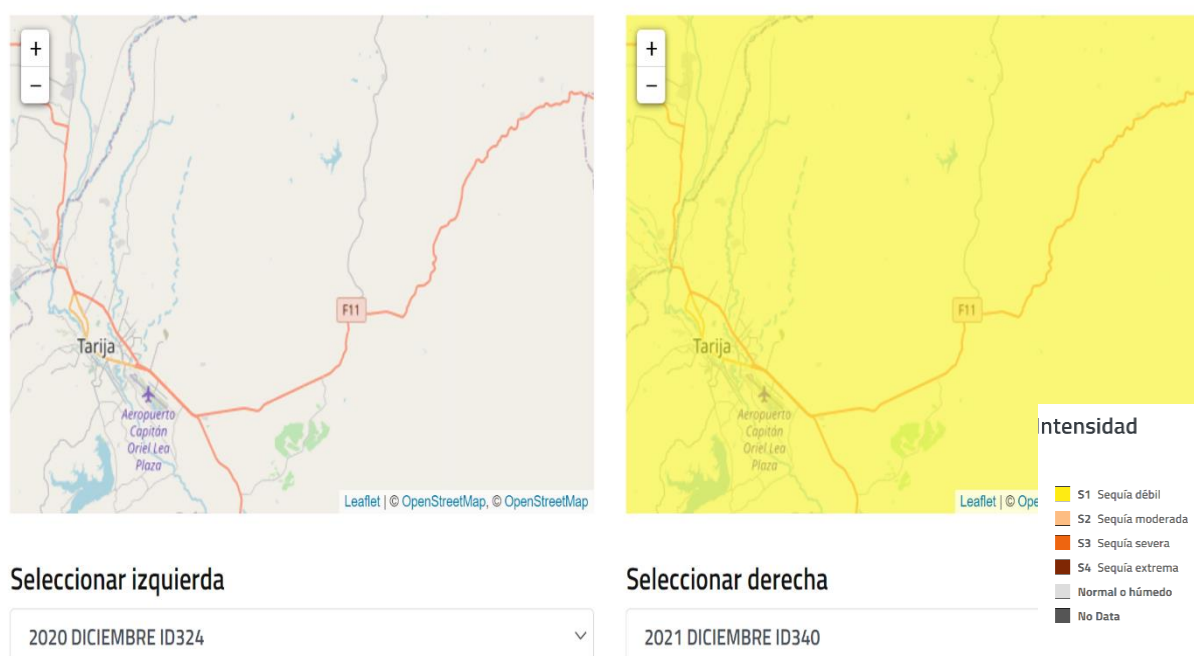 +
−
F11
Tarija
Aeropuerto
Capitán
Oriel Lea
Plaza
Leaflet | © OpenStreetMap, © OpenStreetMap
+
−
F11
Tarija
Aeropuerto
Capitán
Oriel Lea
Plaza
Leaflet | © Ope
Intensidad
S1 Sequía débil
S2 Sequía moderada
S3 Sequía severa
S4 Sequía extrema
Normal o húmedo
No Data
Seleccionar izquierda
2020 DICIEMBRE ID324
Seleccionar derecha
2021 DICIEMBRE ID340